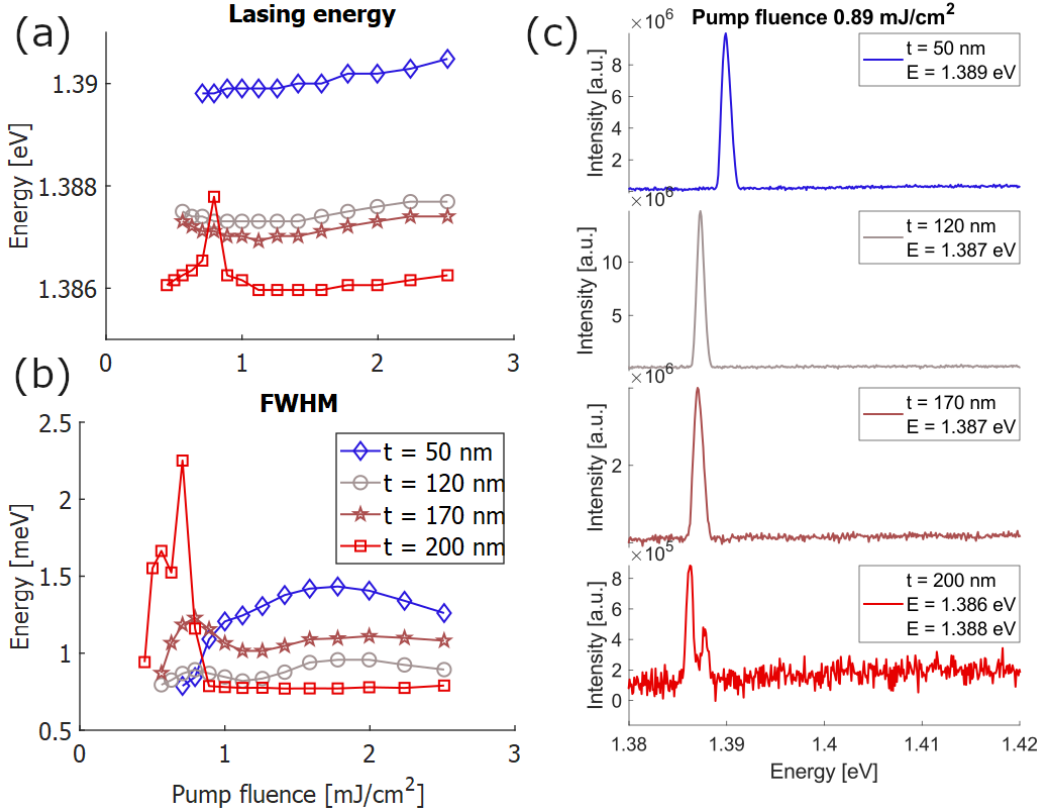 (a)
Lasing energy
Energy [eV]
1.39
1.388
1.386
0
1
2
3
(b)
FWHM
Energy [meV]
2.5
2
1.5
1
0.5
t = 50 nm
t = 120 nm
t = 170 nm
t = 200 nm
0
1
2
3
Pump fluence [mJ/cm²]
(c)
Pump fluence 0.89 mJ/cm²
×10⁶
Intensity [a.u.]
8
6
4
2
t = 50 nm
E = 1.389 eV
×10⁶
Intensity [a.u.]
10
5
t = 120 nm
E = 1.387 eV
×10⁶
Intensity [a.u.]
2
t = 170 nm
E = 1.387 eV
×10⁵
Intensity [a.u.]
8
6
4
2
0
t = 200 nm
E = 1.386 eV
E = 1.388 eV
1.38
1.39
1.4
1.41
1.42
Energy [eV]